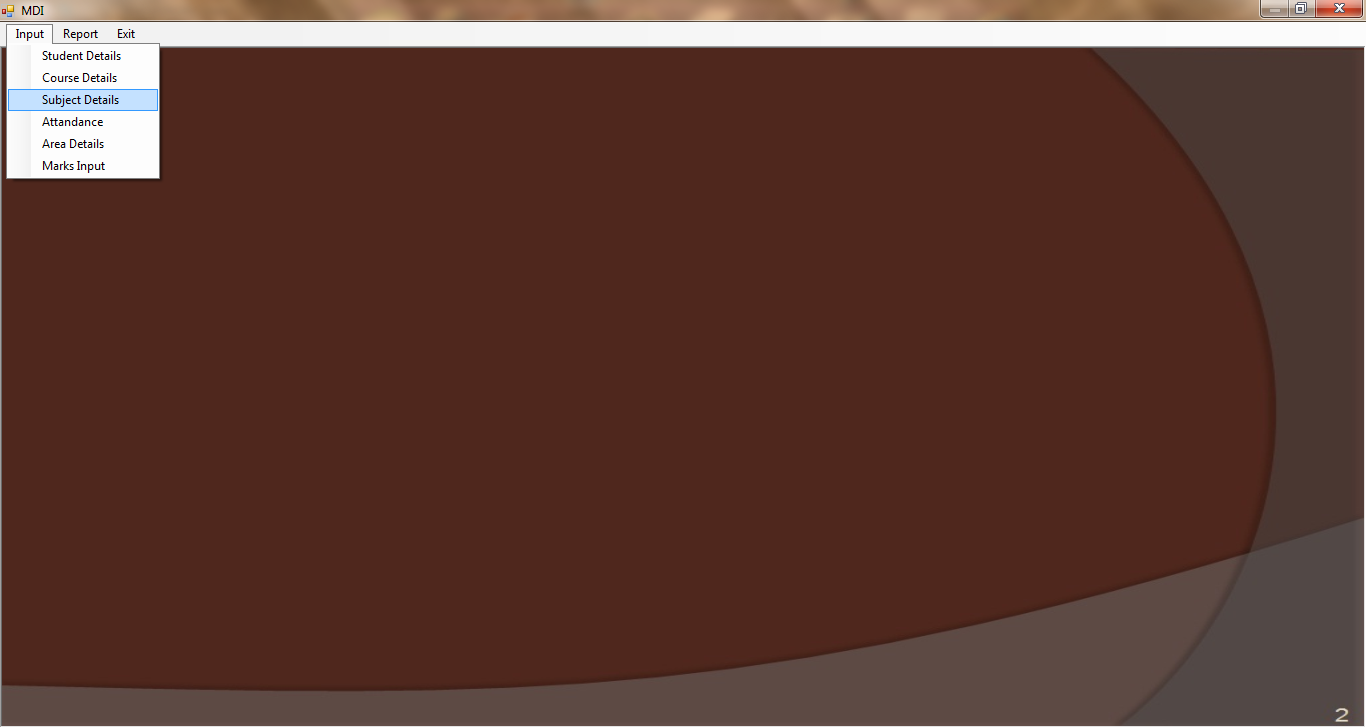 MDI
Input Report Exit
Student Details
Course Details
Subject Details
Attandance
Area Details
Marks Input
2